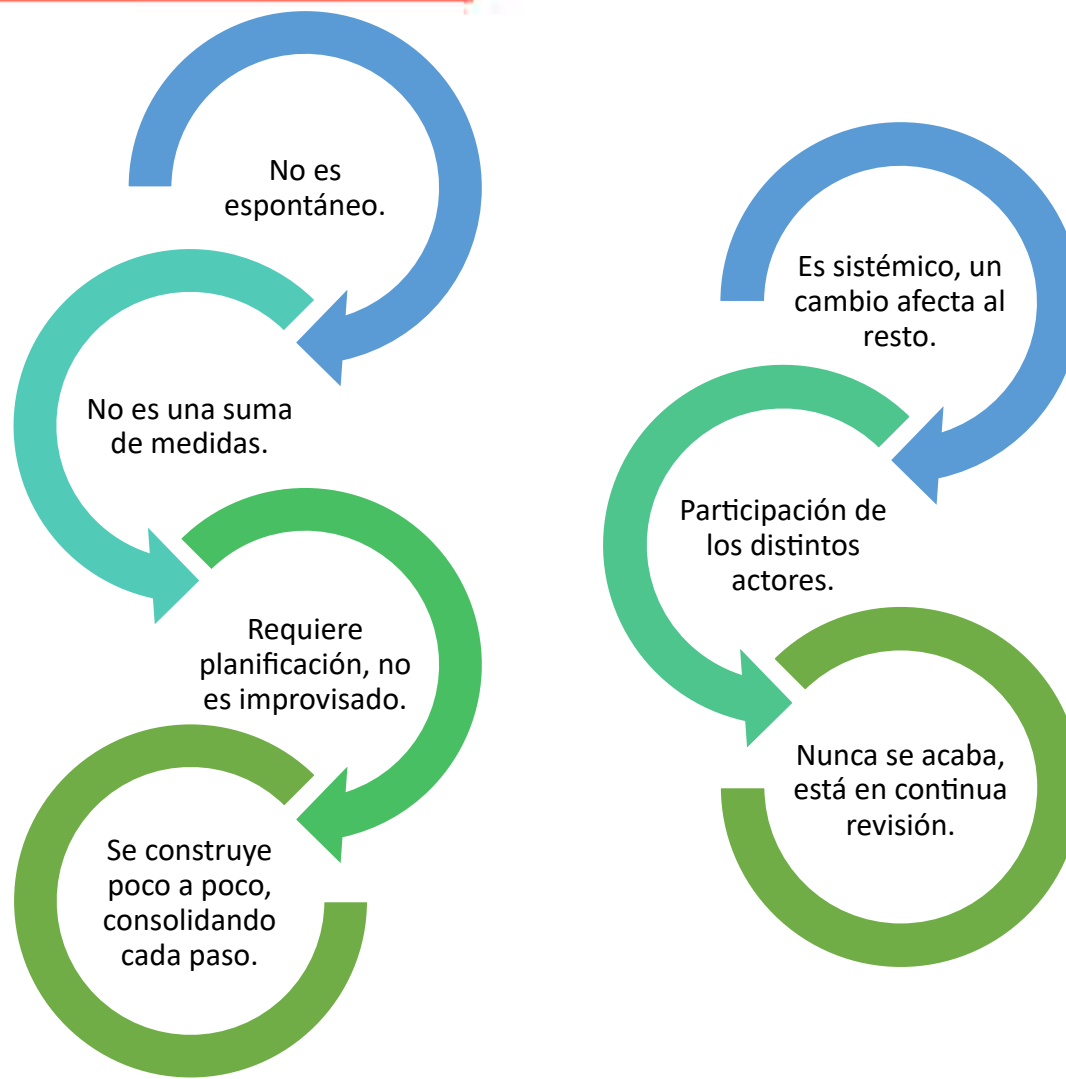 No es
espontáneo.
No es una suma
de medidas.
Requiere
planificación, no
es improvisado.
Se construye
poco a poco,
consolidando
cada paso.
Es sistémico, un
cambio afecta al
resto.
Participación de
los distintos
actores.
Nunca se acaba,
está en continua
revisión.